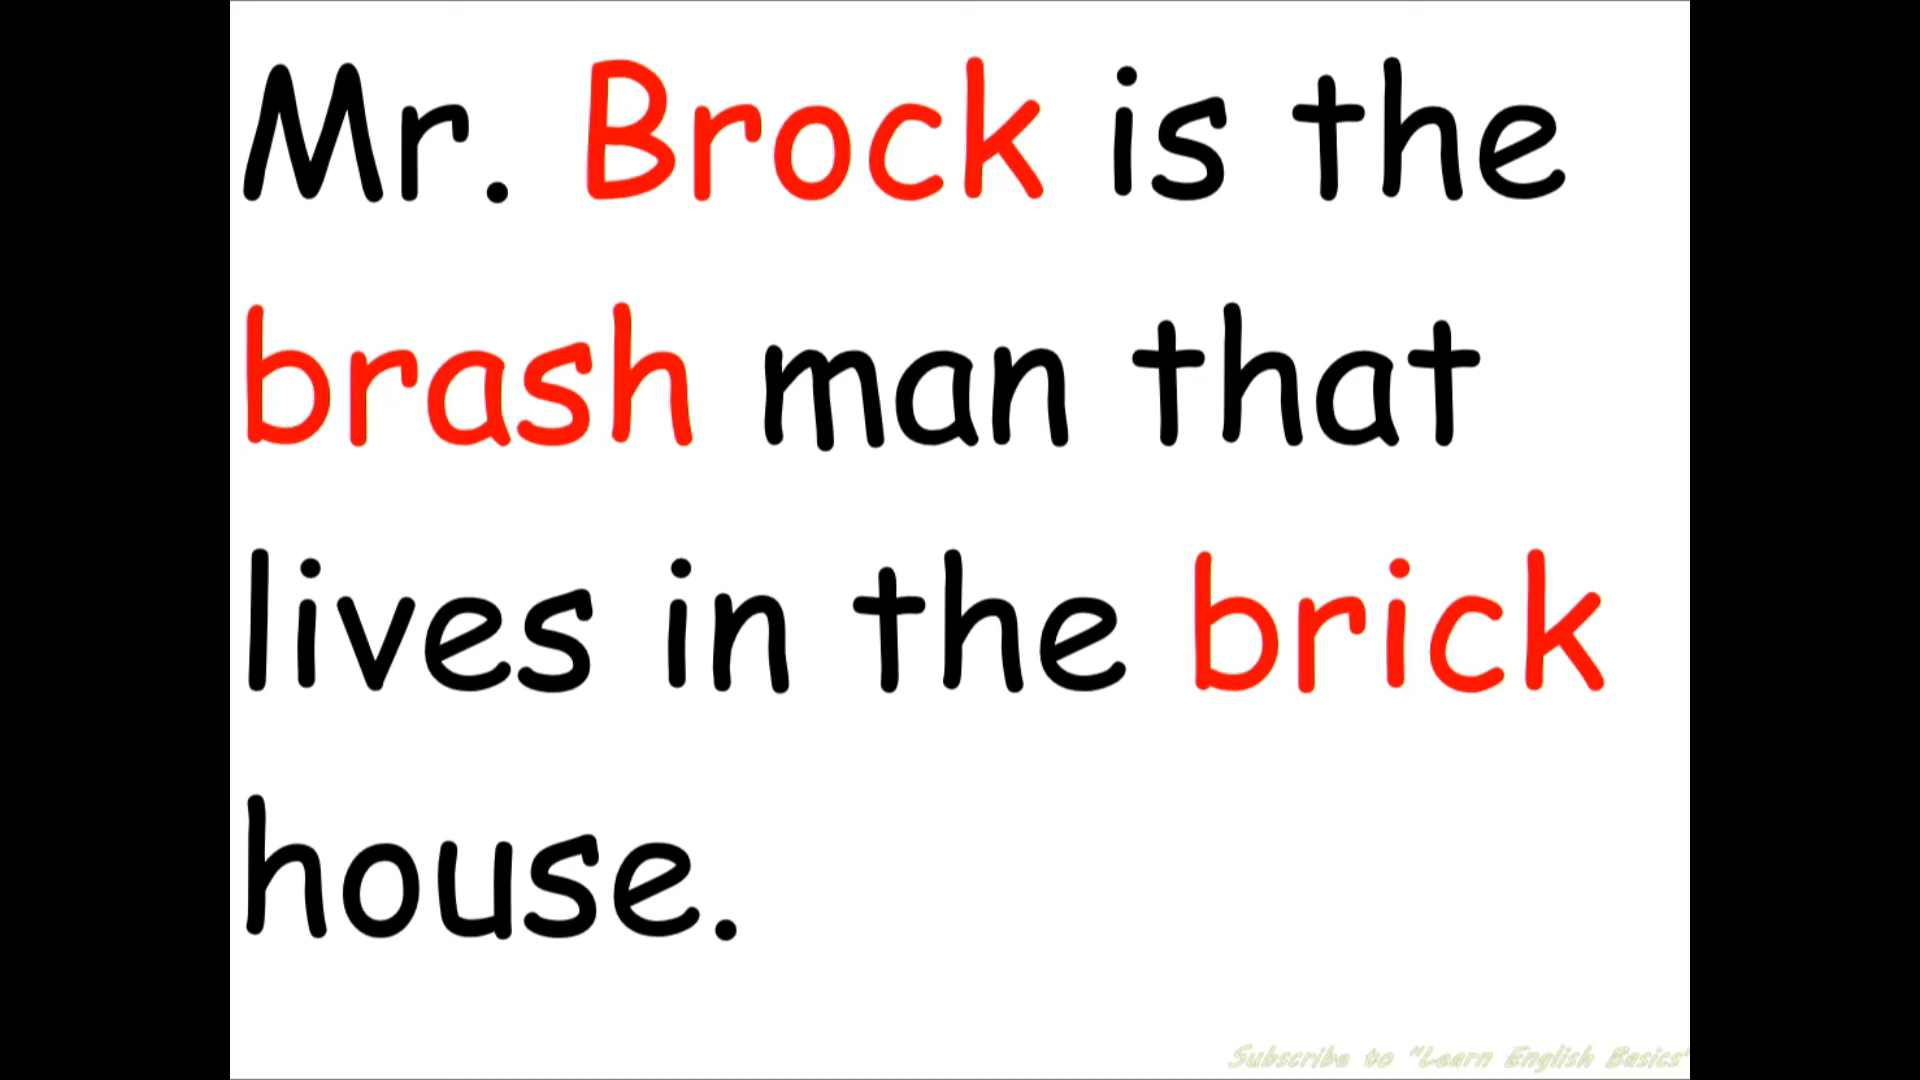 Mr. Brock is the
brash man that
lives in the brick
house.
Subscribe to "Learn English Basics"